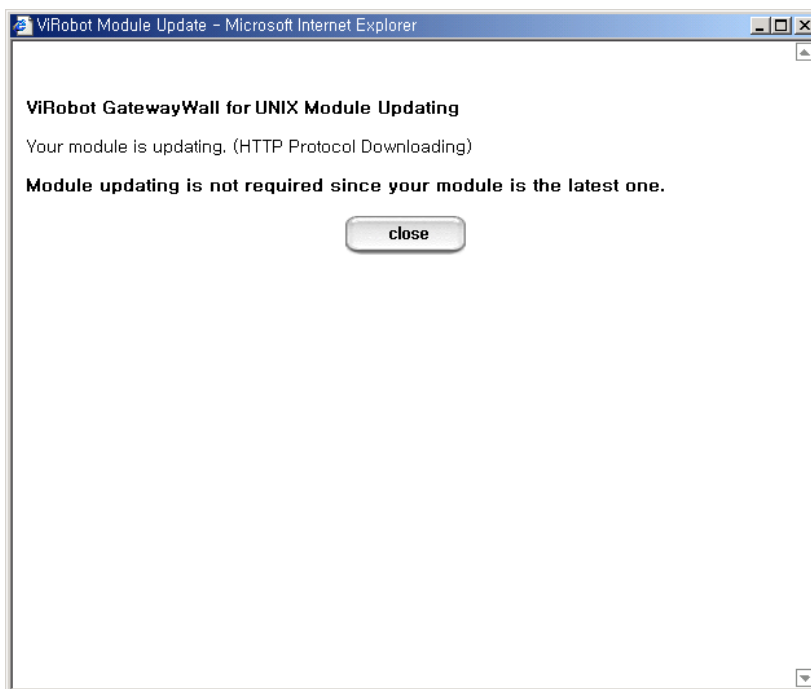 ViRobot Module Update - Microsoft Internet Explorer
ViRobot GatewayWall for UNIX Module Updating
Your module is updating. (HTTP Protocol Downloading)
Module updating is not required since your module is the latest one.
close